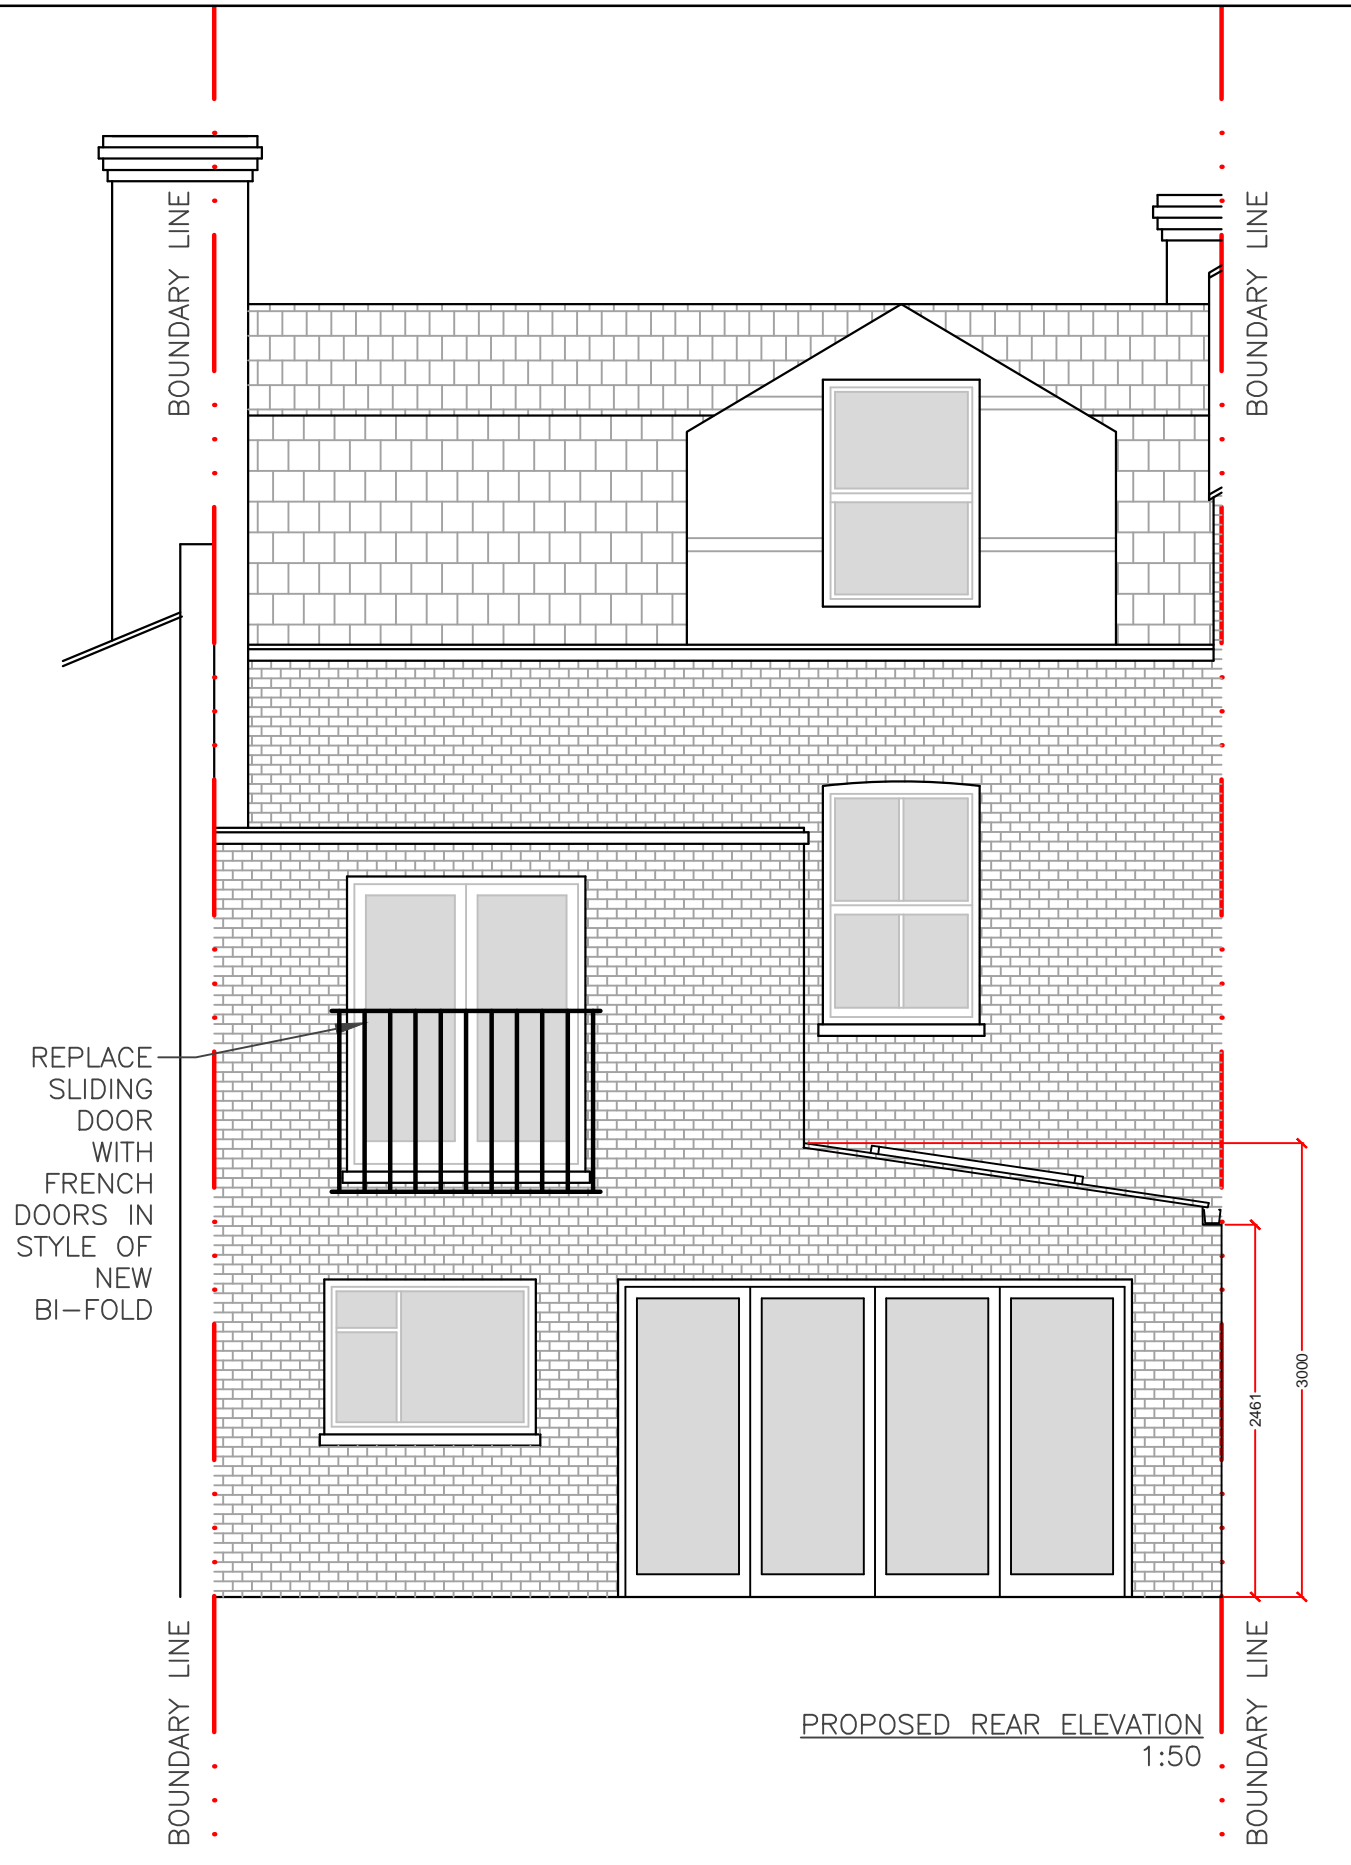 BOUNDARY LINE
BOUNDARY LINE
REPLACE
SLIDING
DOOR
WITH
FRENCH
DOORS IN
STYLE OF
NEW
BI-FOLD
3000
2461
BOUNDARY LINE
BOUNDARY LINE
PROPOSED REAR ELEVATION
1:50